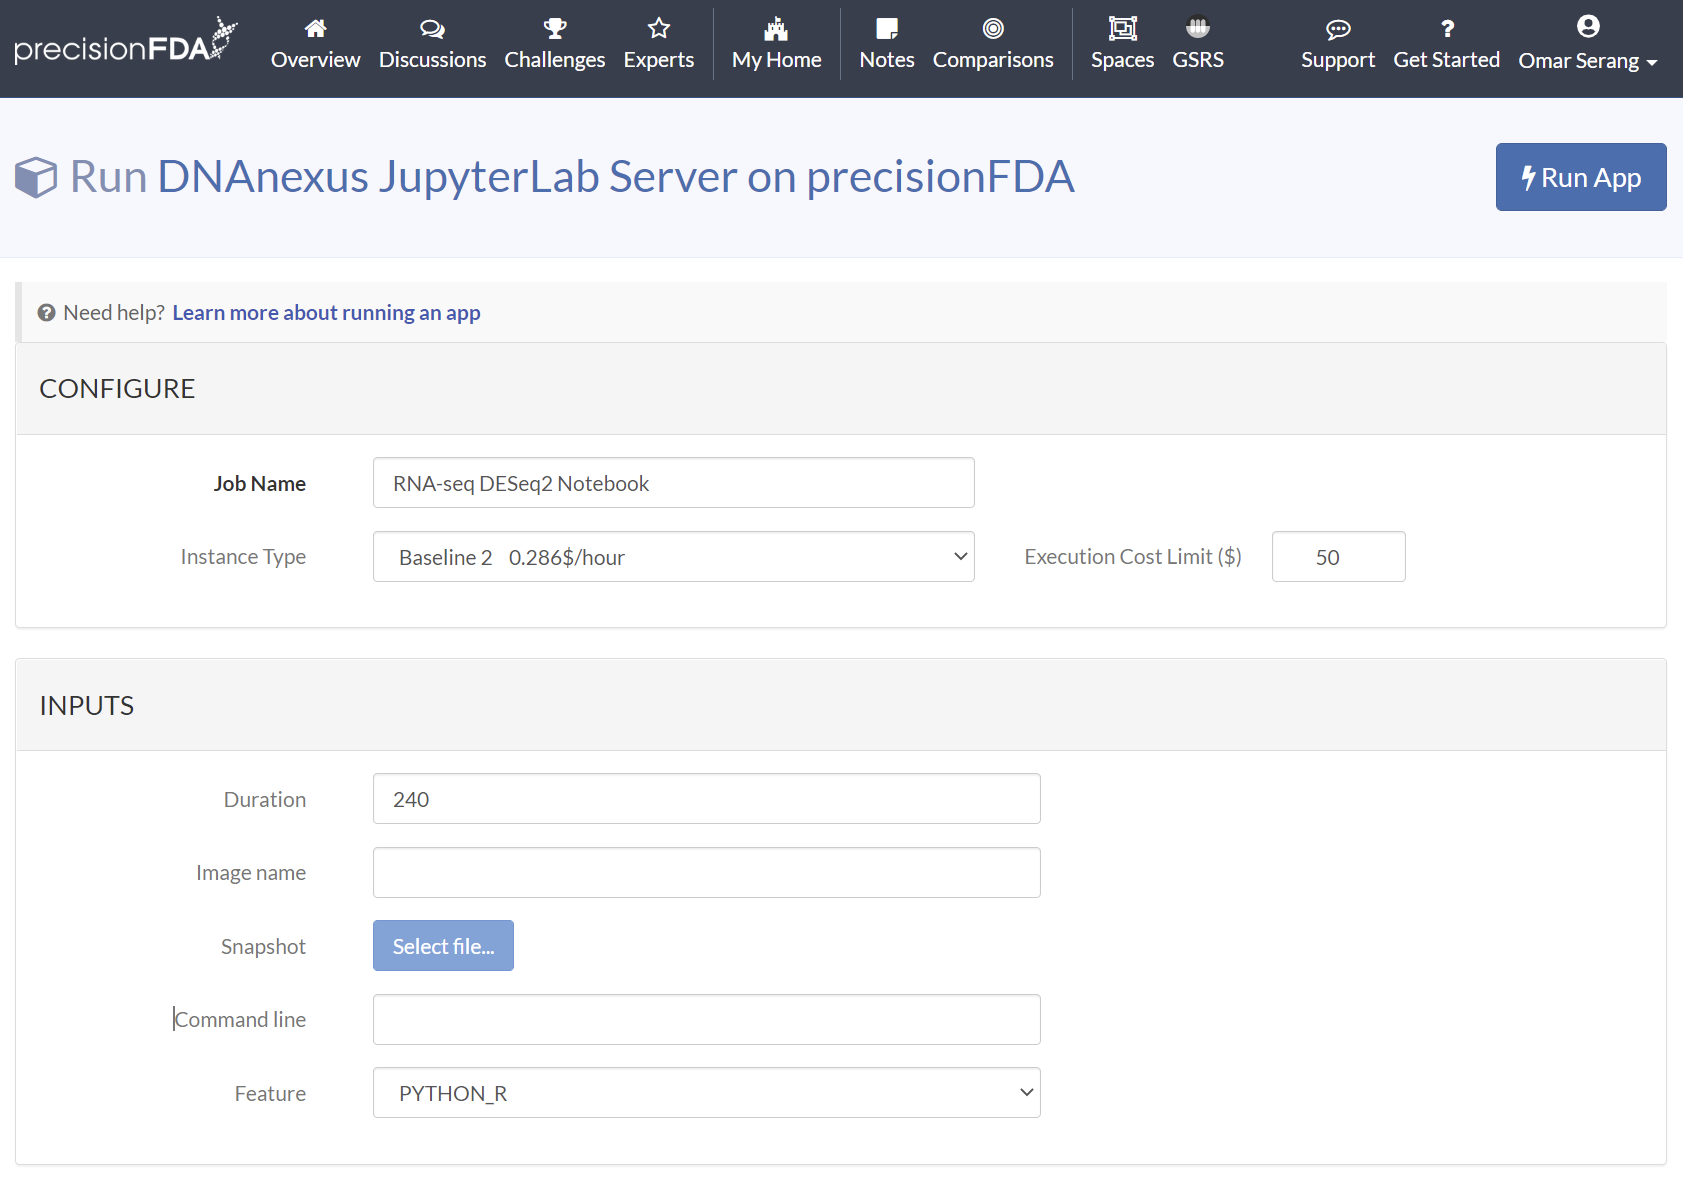 precisionFDA
Overview Discussions Challenges Experts My Home Notes Comparisons Spaces GSRS Support ? Get Started Omar Serang
Run DNAnexus JupyterLab Server on precisionFDA
Run App
? Need help? Learn more about running an app
CONFIGURE
Job Name RNA-seq DESeq2 Notebook
Instance Type Baseline 2 0.286$/hour Execution Cost Limit ($) 50
INPUTS
Duration 240
Image name
Snapshot Select file...
Command line
Feature PYTHON_R